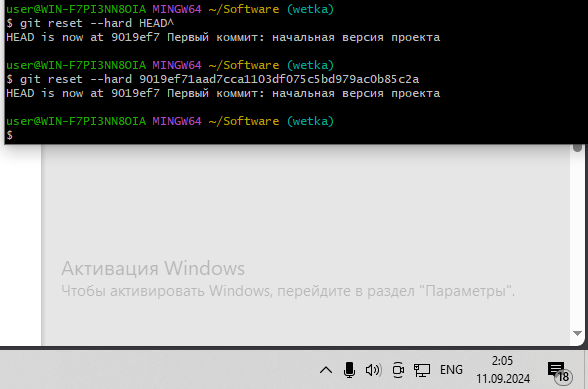 user@WIN-F7PI3NN8OIA MINGW64 ~/Software (wetka)
$ git reset --hard HEAD^
HEAD is now at 9019ef7 Первый коммит: начальная версия проекта
user@WIN-F7PI3NN8OIA MINGW64 ~/Software (wetka)
$ git reset --hard 9019ef71aad7cca1103df075c5bd979ac0b85c2a
HEAD is now at 9019ef7 Первый коммит: начальная версия проекта
user@WIN-F7PI3NN8OIA MINGW64 ~/Software (wetka)
$
Активация Windows
Чтобы активировать Windows, перейдите в раздел "Параметры".
ENG
2:05
11.09.2024
18